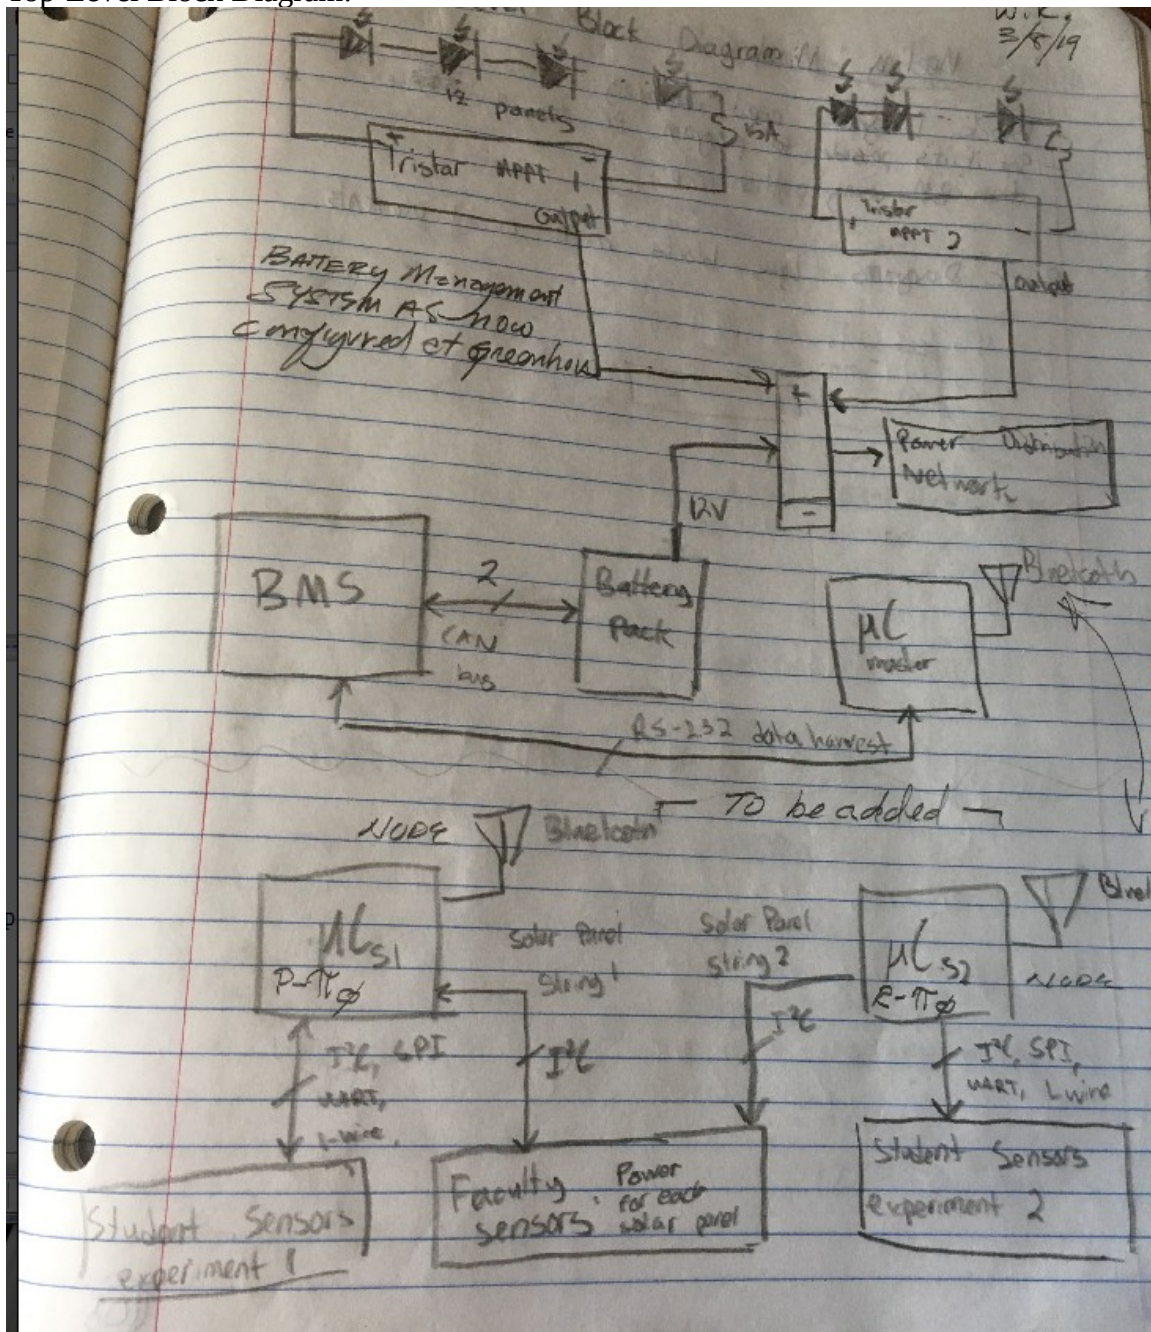 Top Level Block Diagram.
Block Diagram
W.R.
3/8/19
12
panels
15A
+ -
Tristar MPPT 1
Output
Tristar
MPPT 2
+ -
output
BATTERY Management
SYSTEM AS now
Configured at Greenhous
+
-
Power Distribution
Network
12V
BMS
2
CAN
bus
Battery
Pack
µC
master
Bluetooth
RS-232 data harvest
TO be added
NODE
Bluetooth
µC S1
R-π ø
Solar Panel
String 1
Solar Panel
String 2
µC S2
R-π ø
Bluet
NODE
I²C, SPI
UART,
1-wire,
I²C
I²C
I²C, SPI,
UART, 1-wire
Student Sensors
experiment 1
Faculty : Power
sensors for each
solar panel
Student Sensors
experiment 2